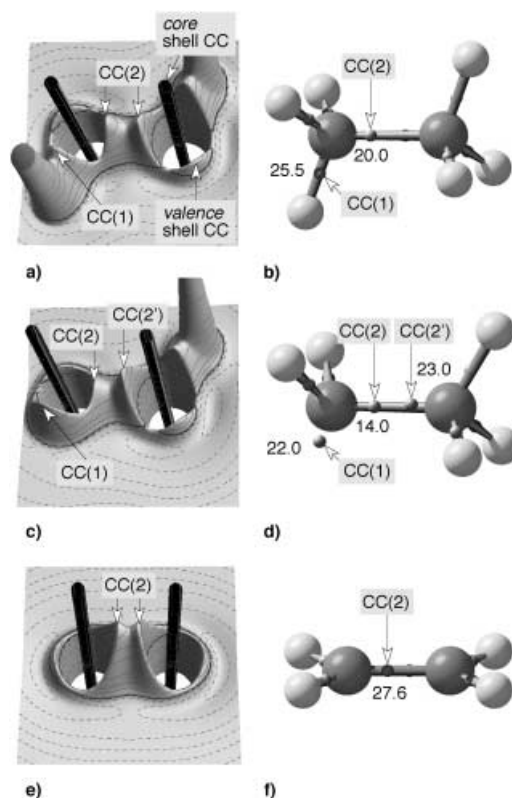 core
shell CC
CC(2)
CC(1)
valence
shell CC
a)
CC(2)
25.5
20.0
CC(1)
b)
CC(2)
CC(2')
CC(1)
c)
CC(2)
CC(2')
23.0
14.0
22.0
CC(1)
d)
CC(2)
e)
CC(2)
27.6
f)